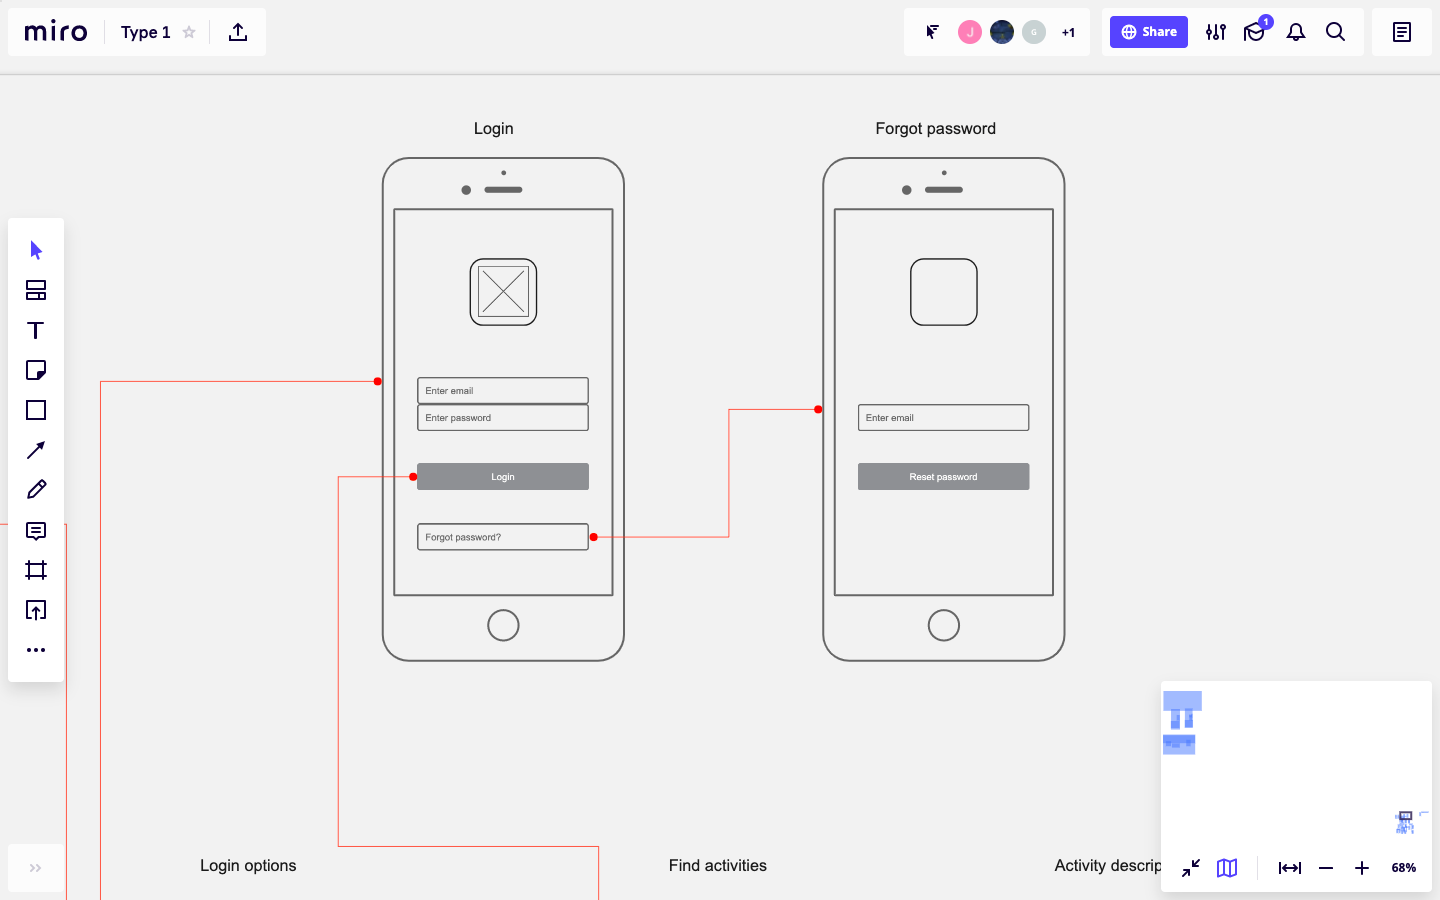 miro
Type 1
J
G
+1
Share
1
Login
Forgot password
Enter email
Enter password
Login
Forgot password?
Enter email
Reset password
Login options
Find activities
Activity descrip
68%